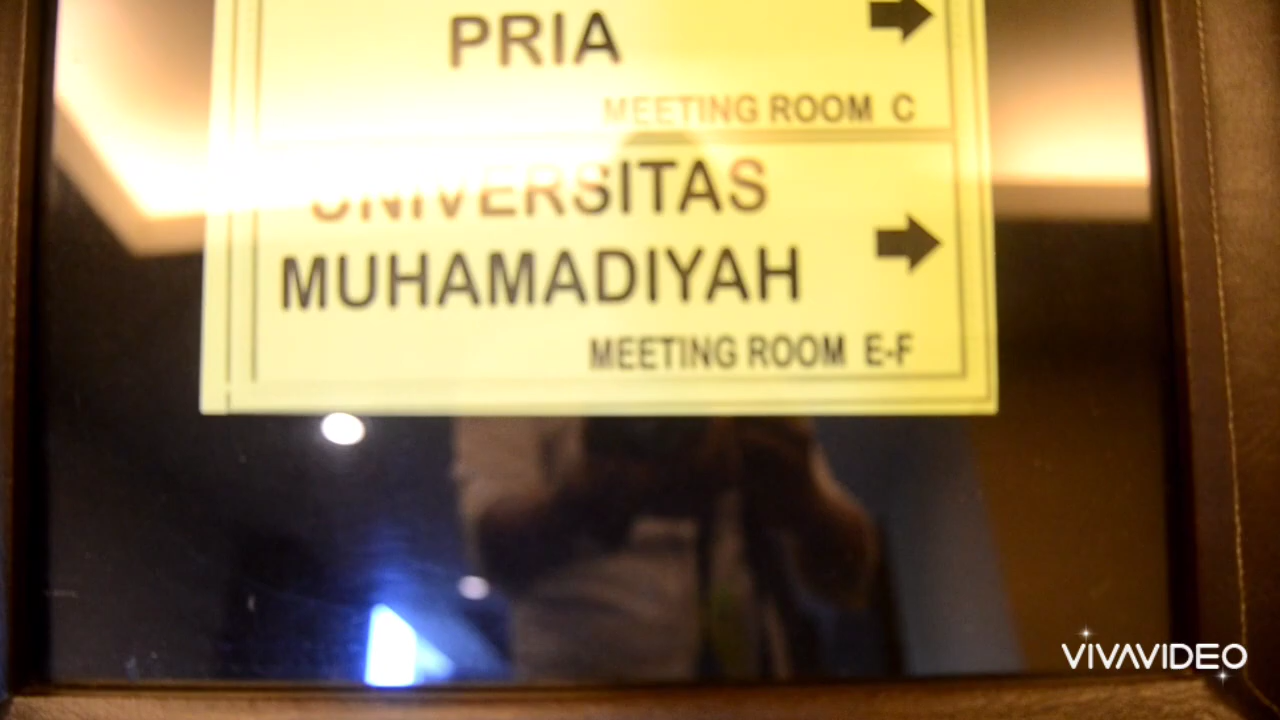 PRIA
MEETING ROOM C
UNIVERSITAS
MUHAMADIYAH
MEETING ROOM E-F
VIVAVIDEO